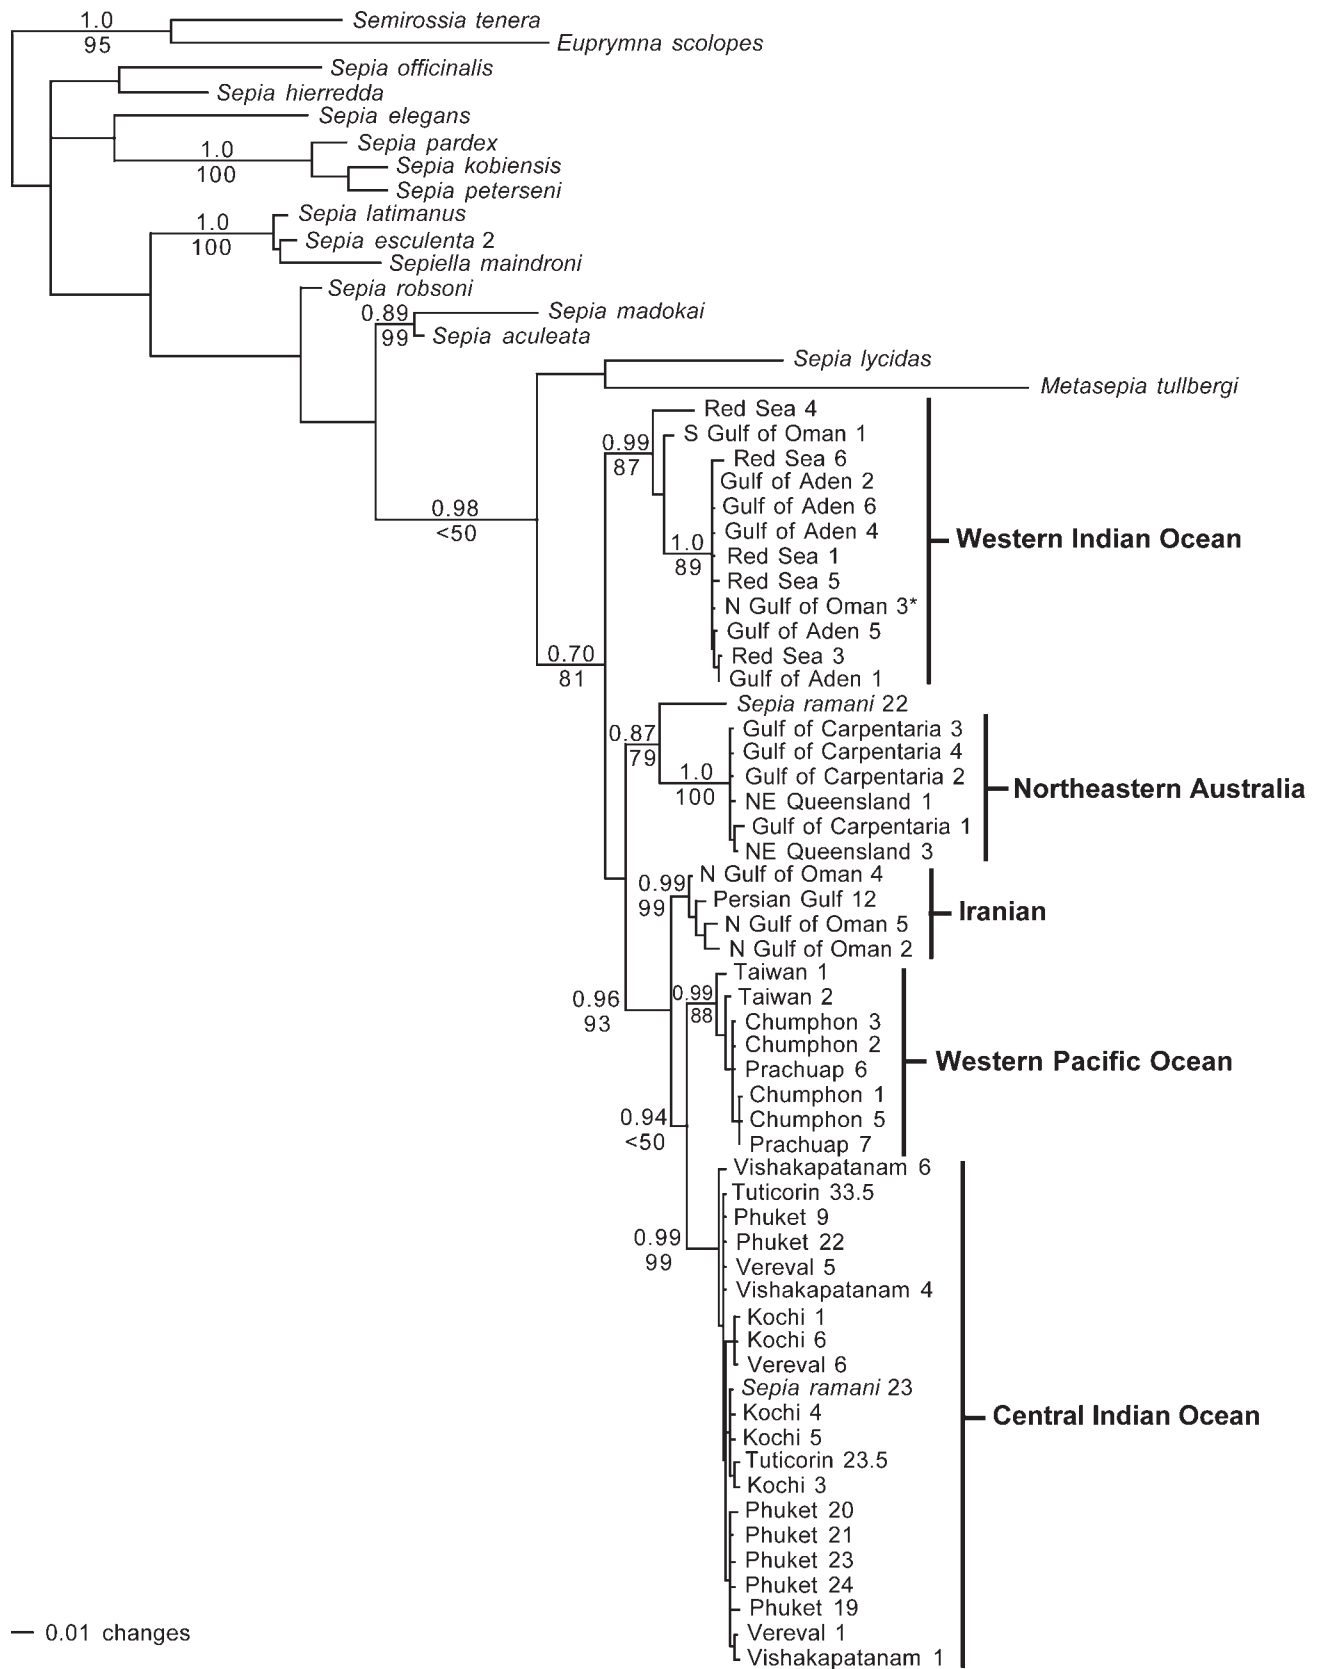 1.0
95
Semirossia tenera
Euprymna scolopes
Sepia officinalis
Sepia hierredda
Sepia elegans
1.0
100
Sepia pardex
Sepia kobiensis
Sepia peterseni
1.0
100
Sepia latimanus
Sepia esculenta 2
Sepiella maindroni
Sepia robsoni
0.89
99
Sepia madokai
Sepia aculeata
Sepia lycidas
Metasepia tullbergi
0.98
<50
0.99
87
Red Sea 4
S Gulf of Oman 1
Red Sea 6
Gulf of Aden 2
Gulf of Aden 6
Gulf of Aden 4
1.0
89
Red Sea 1
Red Sea 5
N Gulf of Oman 3*
Gulf of Aden 5
Red Sea 3
Gulf of Aden 1
Western Indian Ocean
0.70
81
Sepia ramani 22
0.87
79
Gulf of Carpentaria 3
Gulf of Carpentaria 4
1.0
100
Gulf of Carpentaria 2
NE Queensland 1
Gulf of Carpentaria 1
NE Queensland 3
Northeastern Australia
0.99
99
N Gulf of Oman 4
Persian Gulf 12
N Gulf of Oman 5
N Gulf of Oman 2
Iranian
0.96
93
0.99
88
Taiwan 1
Taiwan 2
Chumphon 3
Chumphon 2
Prachuap 6
Chumphon 1
Chumphon 5
Prachuap 7
Western Pacific Ocean
0.94
<50
0.99
99
Vishakapatanam 6
Tuticorin 33.5
Phuket 9
Phuket 22
Vereval 5
Vishakapatanam 4
Kochi 1
Kochi 6
Vereval 6
Sepia ramani 23
Kochi 4
Kochi 5
Tuticorin 23.5
Kochi 3
Phuket 20
Phuket 21
Phuket 23
Phuket 24
Phuket 19
Vereval 1
Vishakapatanam 1
Central Indian Ocean
0.01 changes